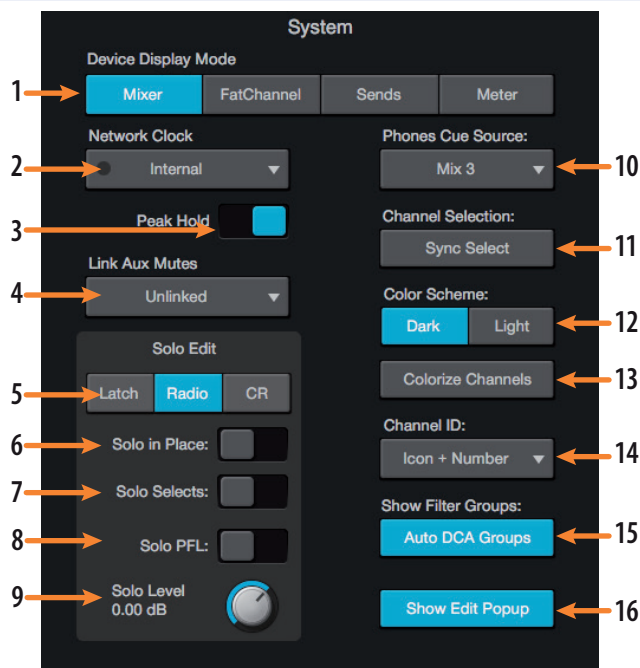 System
Device Display Mode
1 Mixer FatChannel Sends Meter
Network Clock
2 Internal
Peak Hold
3
Link Aux Mutes
4 Unlinked
Solo Edit
5 Latch Radio CR
6 Solo in Place:
7 Solo Selects:
8 Solo PFL:
9 Solo Level
0.00 dB
Phones Cue Source:
Mix 3 10
Channel Selection:
Sync Select 11
Color Scheme:
Dark Light 12
Colorize Channels 13
Channel ID:
Icon + Number 14
Show Filter Groups:
Auto DCA Groups 15
Show Edit Popup 16